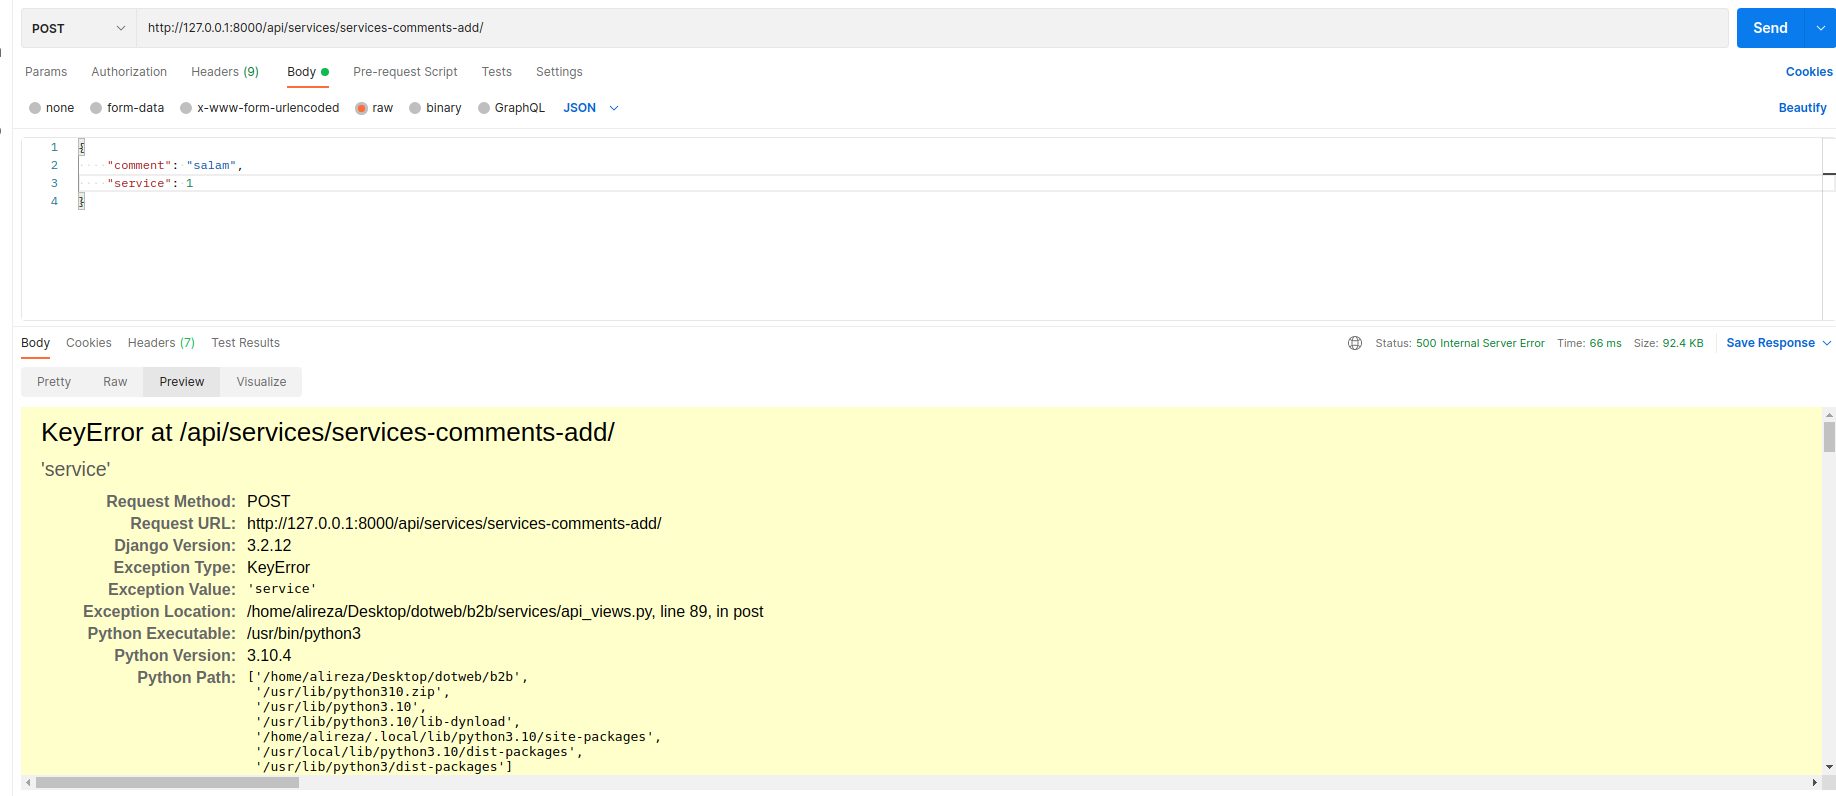 POST http://127.0.0.1:8000/api/services/services-comments-add/ Send
Params Authorization Headers (9) Body Pre-request Script Tests Settings Cookies
none form-data x-www-form-urlencoded raw binary GraphQL JSON Beautify
1 {
2 "comment": "salam",
3 "service": 1
4 }
Body Cookies Headers (7) Test Results Status: 500 Internal Server Error Time: 66 ms Size: 92.4 KB Save Response
Pretty Raw Preview Visualize
KeyError at /api/services/services-comments-add/
'service'
Request Method: POST
Request URL: http://127.0.0.1:8000/api/services/services-comments-add/
Django Version: 3.2.12
Exception Type: KeyError
Exception Value: 'service'
Exception Location: /home/alireza/Desktop/dotweb/b2b/services/api_views.py, line 89, in post
Python Executable: /usr/bin/python3
Python Version: 3.10.4
Python Path: ['/home/alireza/Desktop/dotweb/b2b',
'/usr/lib/python310.zip',
'/usr/lib/python3.10',
'/usr/lib/python3.10/lib-dynload',
'/home/alireza/.local/lib/python3.10/site-packages',
'/usr/local/lib/python3.10/dist-packages',
'/usr/lib/python3/dist-packages']